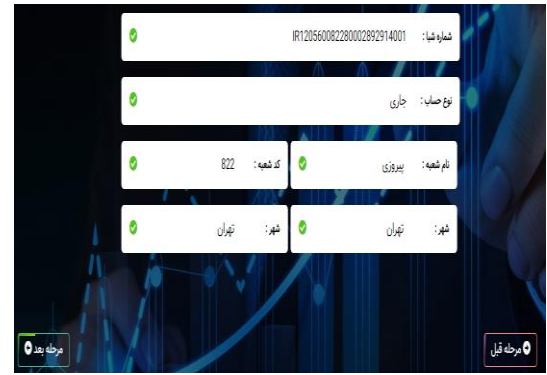 شماره شبا : IR120560082280002892914001
نوع حساب : جاری
نام شعبه : پیروزی
کد شعبه : 822
شهر : تهران
شهر : تهران
مرحله قبل
مرحله بعد